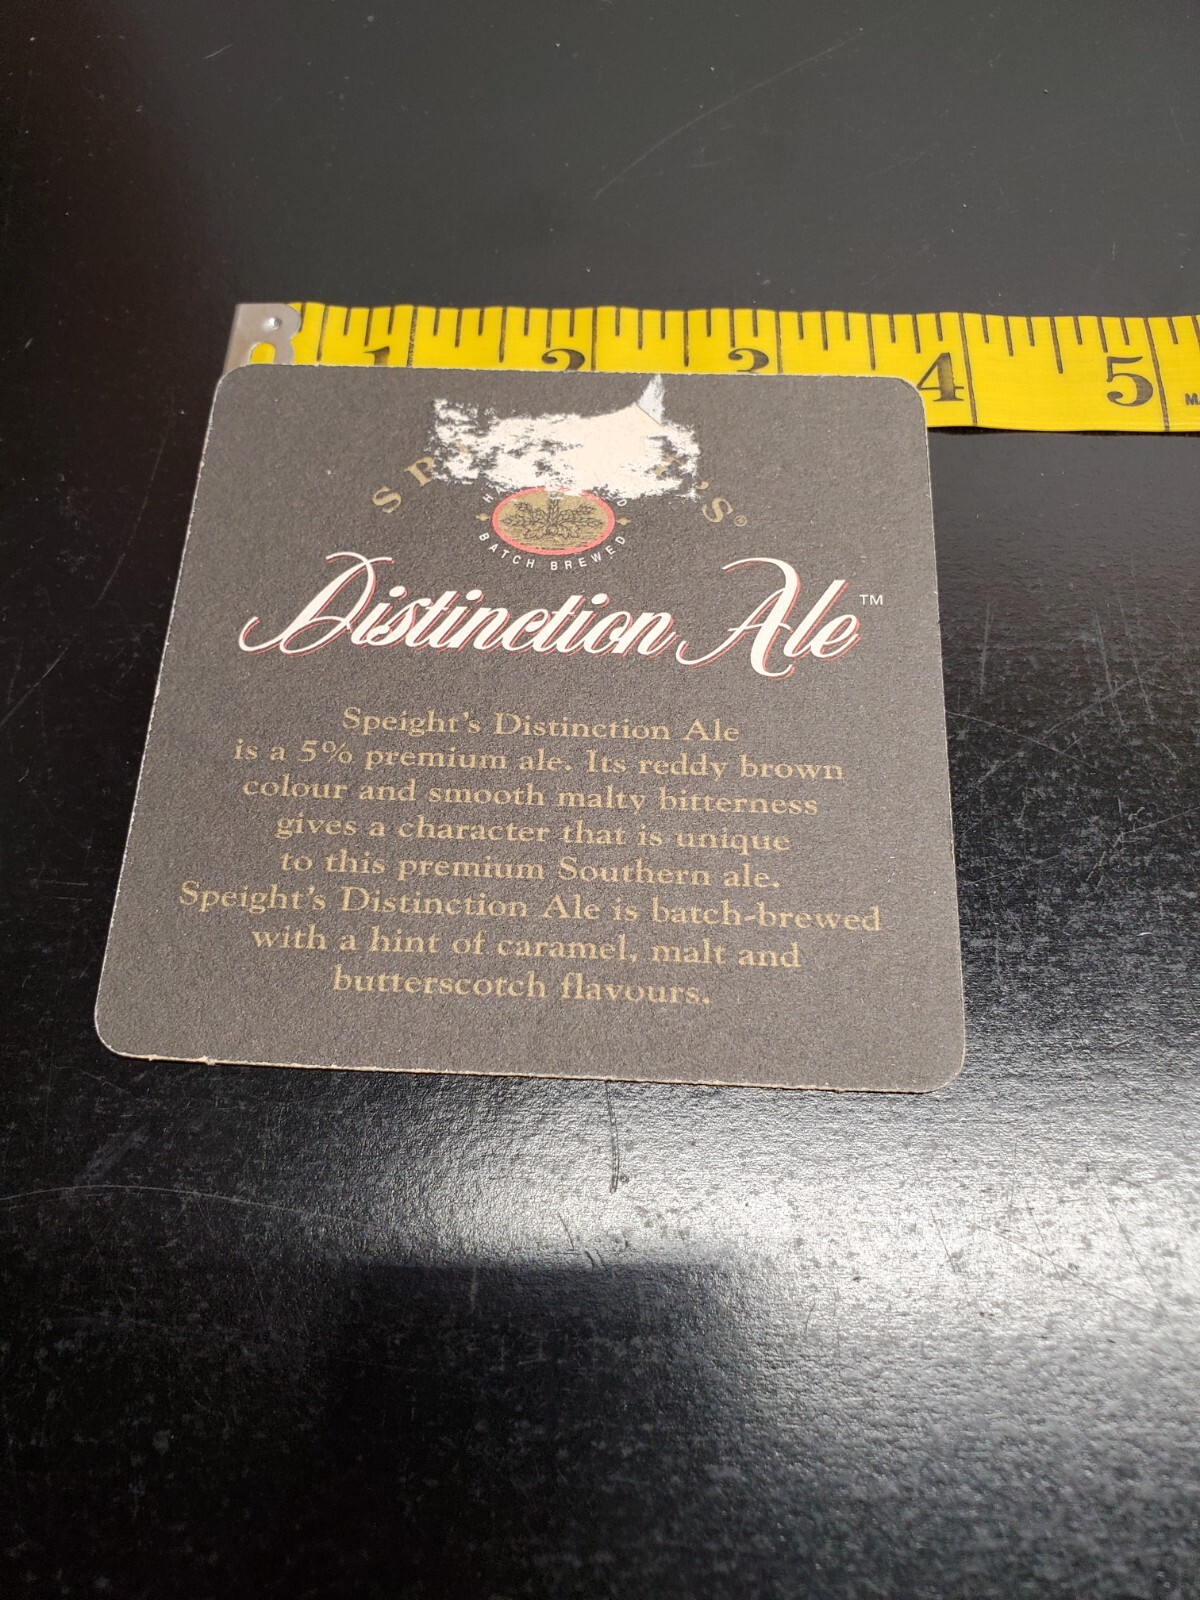 1 2 3 4 5
BATCH BREWED
Distinction Ale™
Speight's Distinction Ale
is a 5% premium ale. Its reddy brown
colour and smooth malty bitterness
gives a character that is unique
to this premium Southern ale.
Speight's Distinction Ale is batch-brewed
with a hint of caramel, malt and
butterscotch flavours.